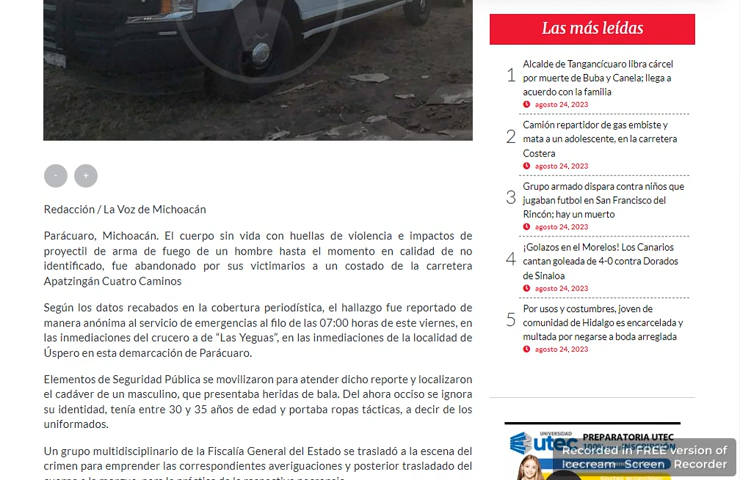 - +
Redacción / La Voz de Michoacán
Parácuaro, Michoacán. El cuerpo sin vida con huellas de violencia e impactos de
proyectil de arma de fuego de un hombre hasta el momento en calidad de no
identificado, fue abandonado por sus victimarios a un costado de la carretera
Apatzingán Cuatro Caminos
Según los datos recabados en la cobertura periodística, el hallazgo fue reportado de
manera anónima al servicio de emergencias al filo de las 07:00 horas de este viernes, en
las inmediaciones del crucero a de “Las Yeguas”, en las inmediaciones de la localidad de
Úspero en esta demarcación de Parácuaro.
Elementos de Seguridad Pública se movilizaron para atender dicho reporte y localizaron
el cadáver de un masculino, que presentaba heridas de bala. Del ahora occiso se ignora
su identidad, tenía entre 30 y 35 años de edad y portaba ropas tácticas, a decir de los
uniformados.
Un grupo multidisciplinario de la Fiscalía General del Estado se trasladó a la escena del
crimen para emprender las correspondientes averiguaciones y posterior trasladado del
Las más leídas
1 Alcalde de Tangancícuaro libra cárcel
por muerte de Buba y Canela; llega a
acuerdo con la familia
agosto 24, 2023
2 Camión repartidor de gas embiste y
mata a un adolescente, en la carretera
Costera
agosto 24, 2023
3 Grupo armado dispara contra niños que
jugaban futbol en San Francisco del
Rincón; hay un muerto
agosto 24, 2023
4 ¡Golazos en el Morelos! Los Canarios
cantan goleada de 4-0 contra Dorados
de Sinaloa
agosto 24, 2023
5 Por usos y costumbres, joven de
comunidad de Hidalgo es encarcelada y
multada por negarse a boda arreglada
agosto 24, 2023
UNIVERSIDAD
utec
PREPARATORIA UTEC
Recorded in FREE version of
Icecream Screen Recorder